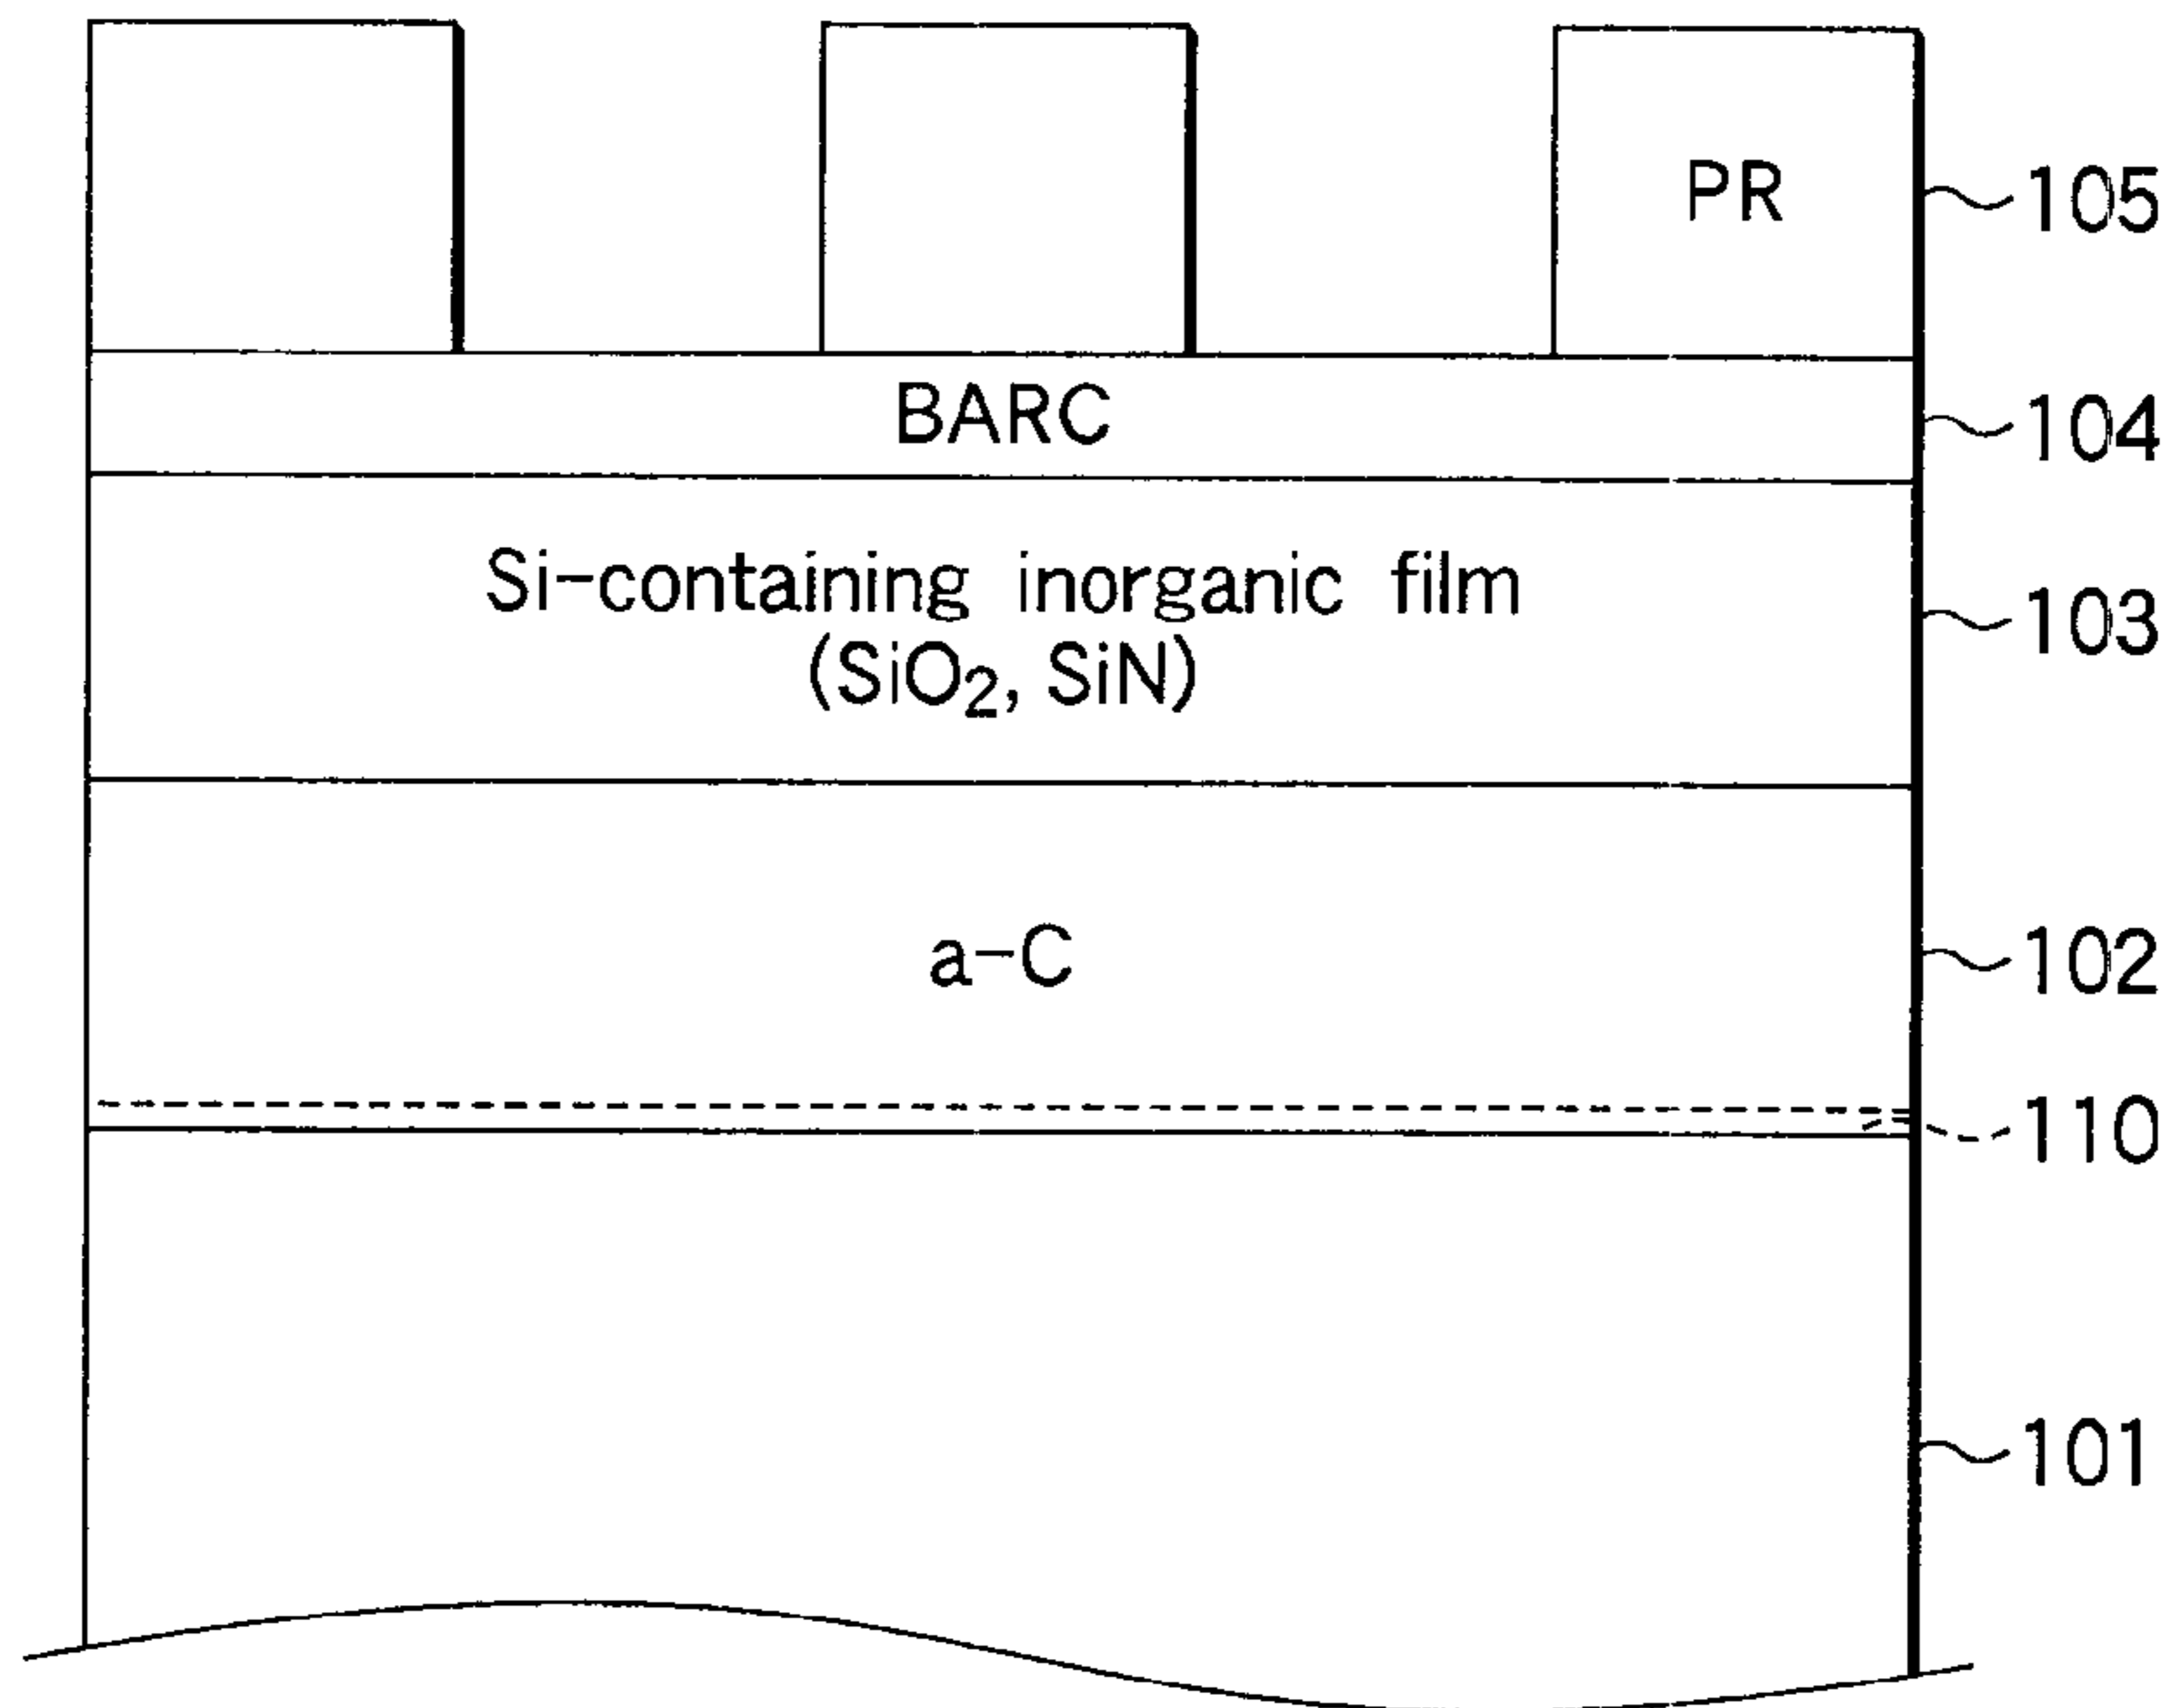 PR
105
BARC
104
Si-containing inorganic film
103
(SiO₂, SiN)
a-C
102
110
101